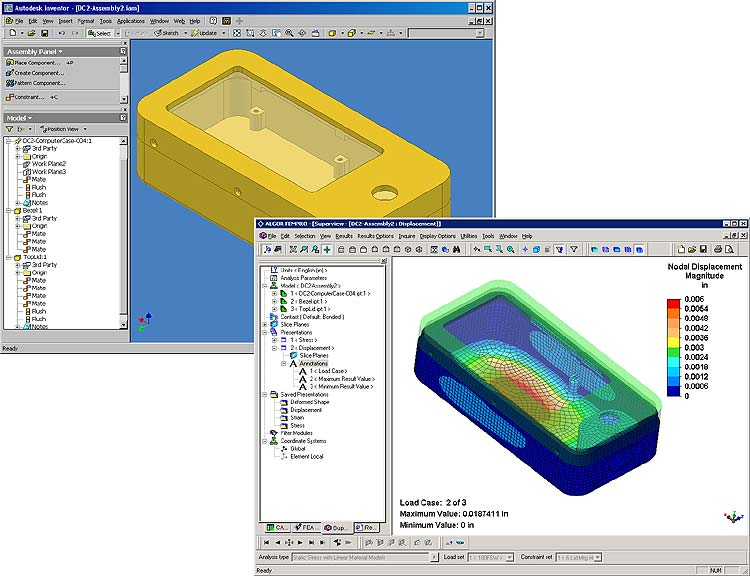 Autodesk Inventor - [DC2-Assembly2.iam]
File Edit View Insert Format Tools Applications Window Web Help
Select Sketch Update
Assembly Panel
Place Component... +P
Create Component...
Pattern Component...
Constraint... +C
Model
Position View
DC2-ComputerCase-C04:1
3rd Party
Origin
Work Plane2
Work Plane3
Mate
Flush
Flush
Notes
Bezel:1
3rd Party
Origin
Mate
Mate
Flush
TopLid:1
3rd Party
Origin
Mate
Mate
Mate
Flush
Flush
Notes
Ready
ALGOR FEMPRO - [Superview - [DC2-Assembly2 : Displacement]]
File Edit View Results Results Options Inquire Display Options Utilities Tools Window Help
Units < English (in) >
Analysis Parameters
Model < DC2-Assembly2 >
1 < DC2-ComputerCase-C04.ipt:1 >
2 < Bezel.ipt:1 >
3 < TopLid.ipt:1 >
Contact ( Default: Bonded )
Slice Planes
Presentations
1 < Stress >
2 < Displacement >
Slice Planes
Annotations
1 < Load Case >
2 < Maximum Result Value >
3 < Minimum Result Value >
Saved Presentations
Deformed Shape
Displacement
Strain
Stress
Filter Modules
Coordinate Systems
Global
Element Local
CA... FEA... Sup... Re...
Nodal Displacement
Magnitude
in
0.006
0.0054
0.0048
0.0042
0.0036
0.003
0.0024
0.0018
0.0012
0.0006
0
Load Case: 2 of 3
Maximum Value: 0.0187411 in
Minimum Value: 0 in
Analysis type Static Stress with Linear Material Models Load set 1 < 100FSW > Constraint set
Ready NUM